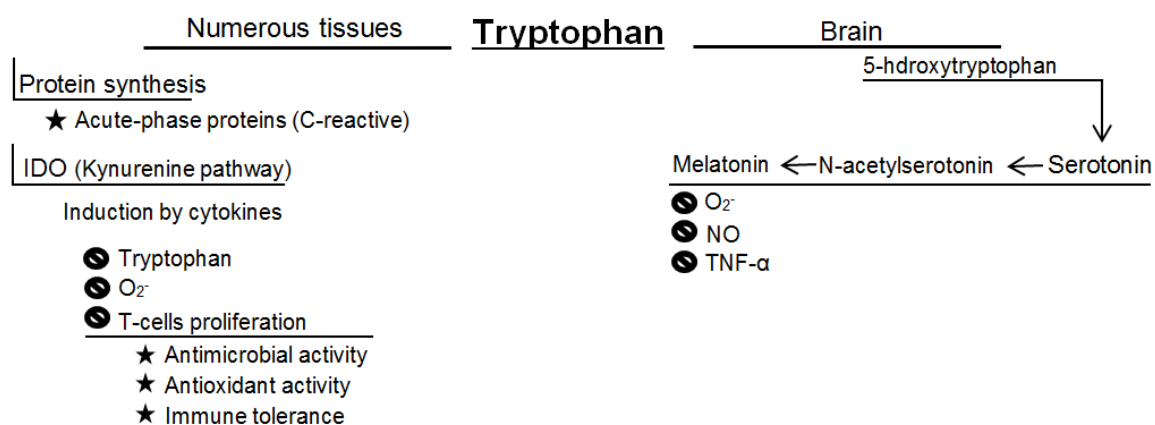 Numerous tissues
Tryptophan
Brain
5-hdroxytryptophan
Protein synthesis
★ Acute-phase proteins (C-reactive)
IDO (Kynurenine pathway)
Melatonin ← N-acetylserotonin ← Serotonin
Induction by cytokines
O₂⁻
NO
TNF-α
Tryptophan
O₂⁻
T-cells proliferation
★ Antimicrobial activity
★ Antioxidant activity
★ Immune tolerance